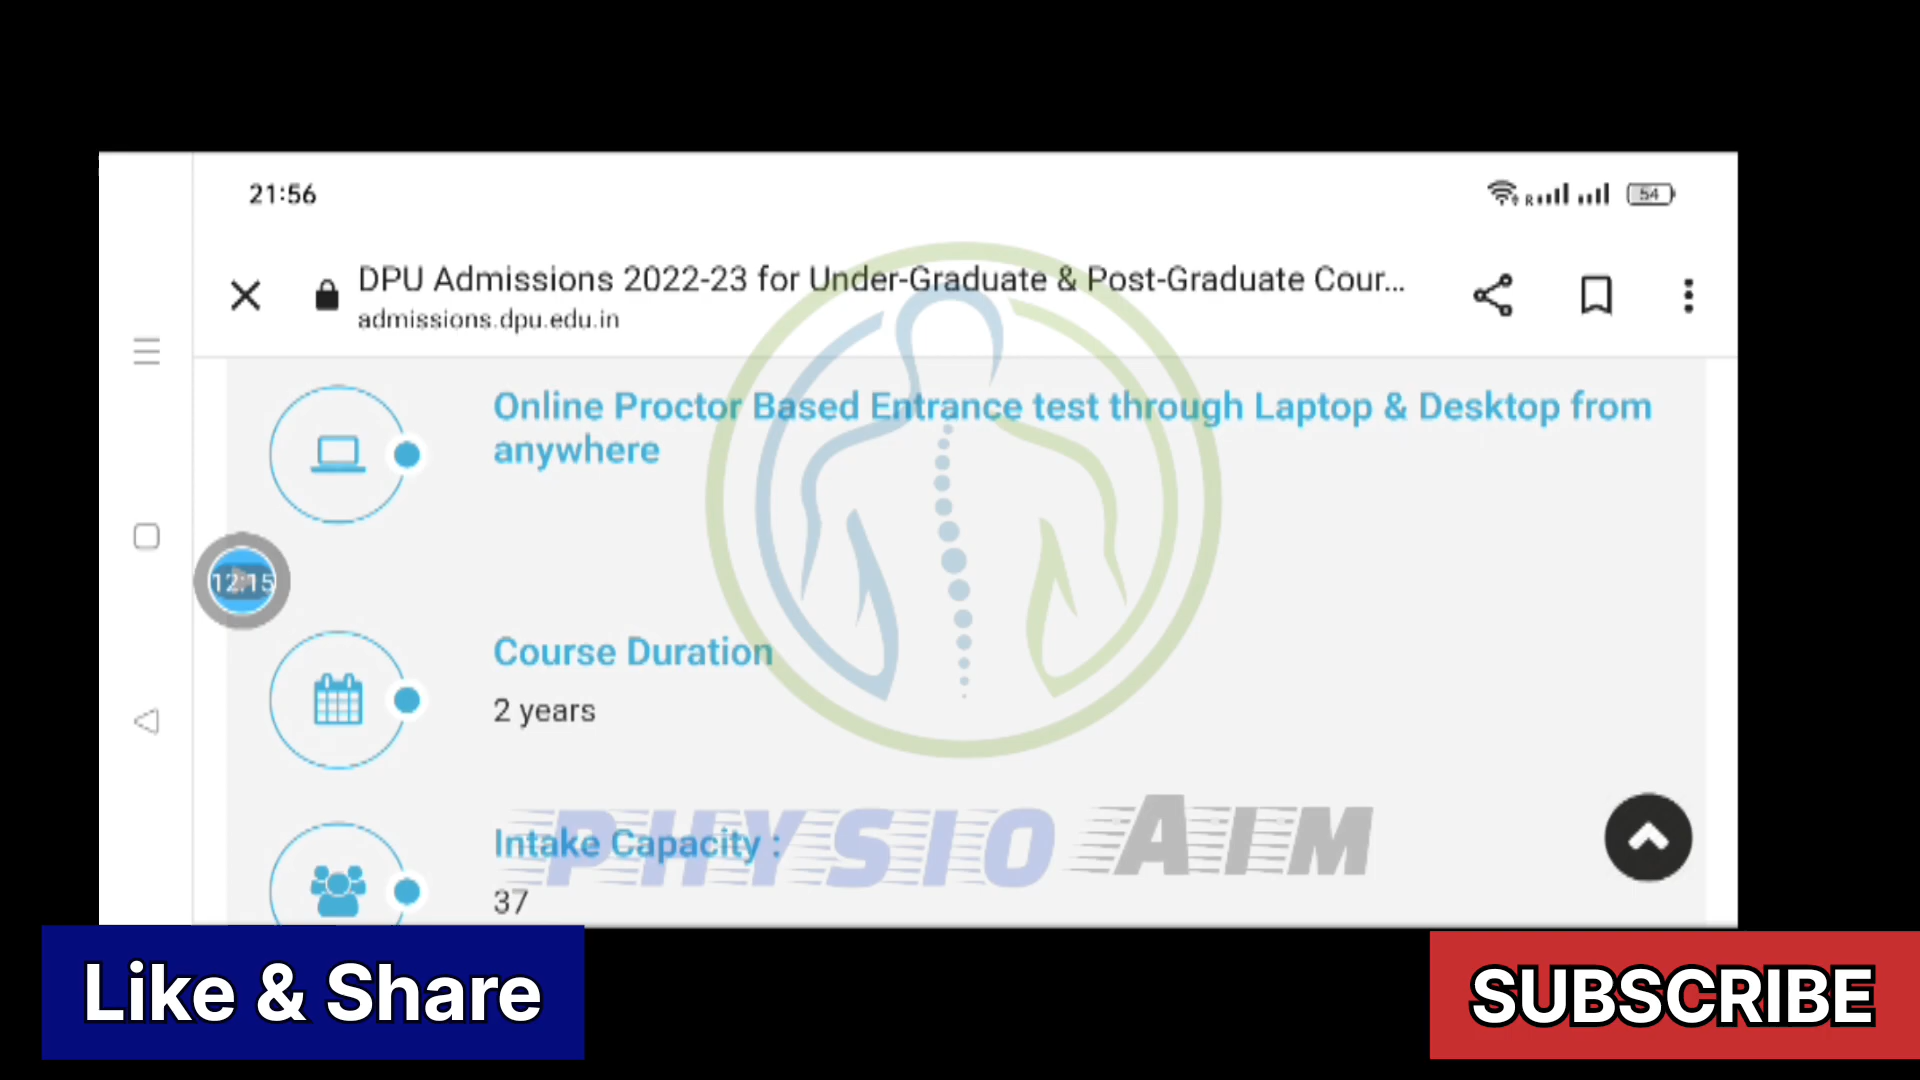 21:56
R
54
DPU Admissions 2022-23 for Under-Graduate & Post-Graduate Cour...
admissions.dpu.edu.in
Online Proctor Based Entrance test through Laptop & Desktop from
anywhere
12:15
Course Duration
2 years
Intake Capacity :
37
PHYSIO AIM
Like & Share
SUBSCRIBE